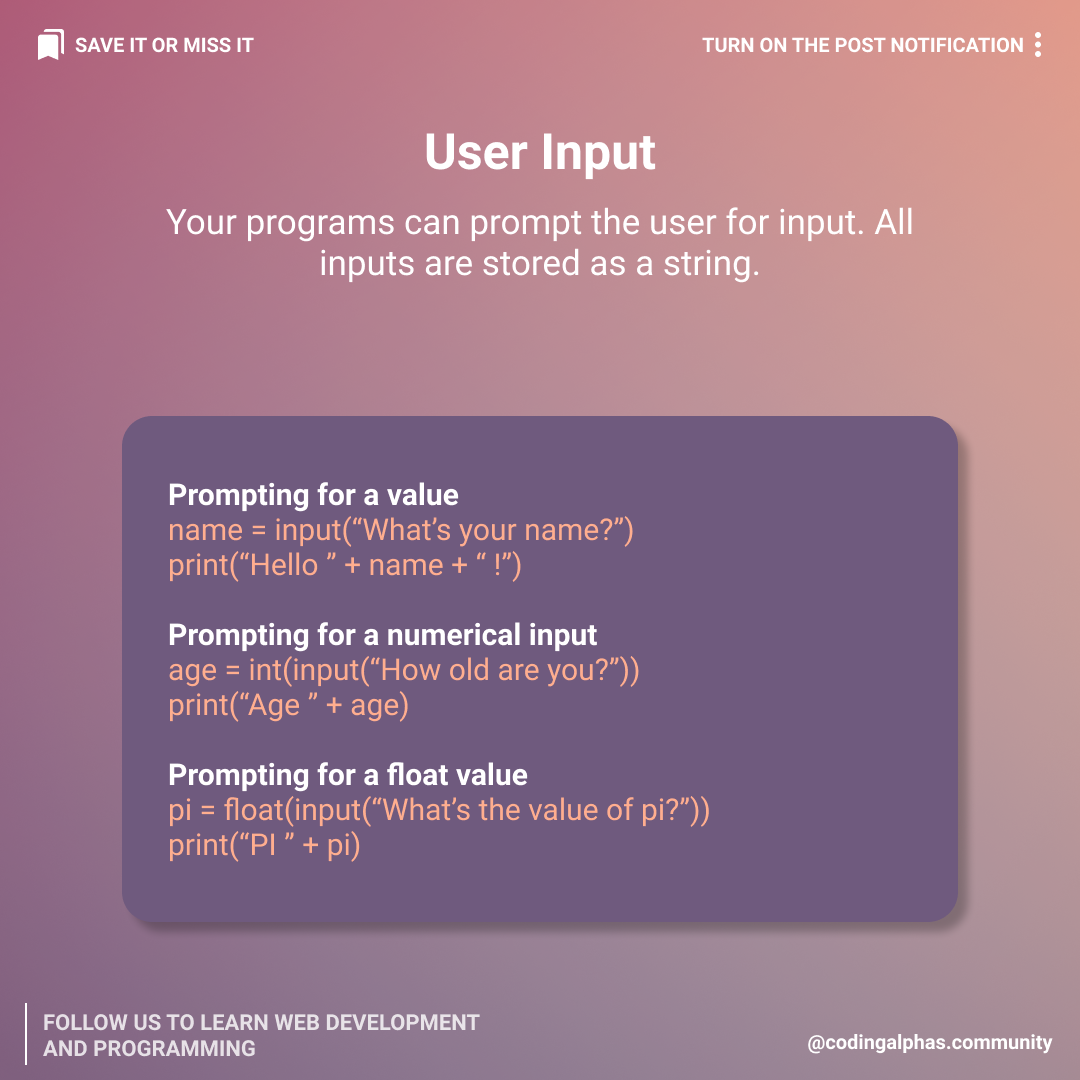 SAVE IT OR MISS IT
TURN ON THE POST NOTIFICATION
User Input
Your programs can prompt the user for input. All
inputs are stored as a string.
Prompting for a value
name = input(“What’s your name?”)
print(“Hello ” + name + “ !”)
Prompting for a numerical input
age = int(input(“How old are you?”))
print(“Age ” + age)
Prompting for a float value
pi = float(input(“What’s the value of pi?”))
print(“PI ” + pi)
FOLLOW US TO LEARN WEB DEVELOPMENT
AND PROGRAMMING
@codingalphas.community